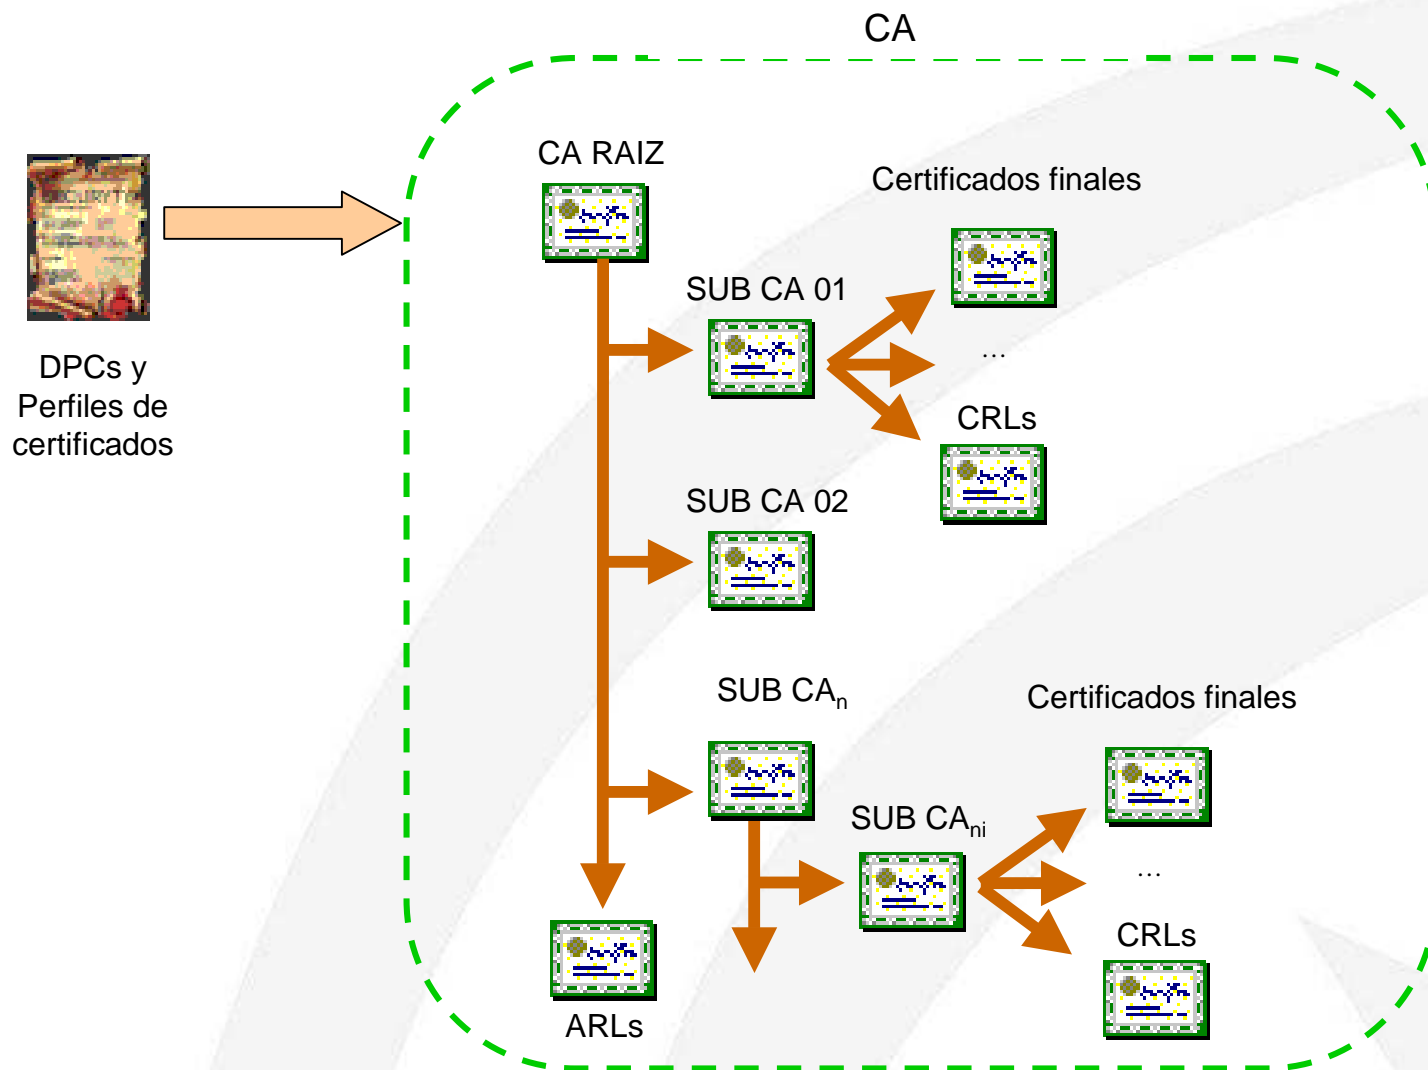 CA
CA RAIZ
Certificados finales
SUB CA 01
...
DPCs y
Perfiles de
certificados
CRLs
SUB CA 02
SUB CAn
Certificados finales
SUB CAni
...
CRLs
ARLs